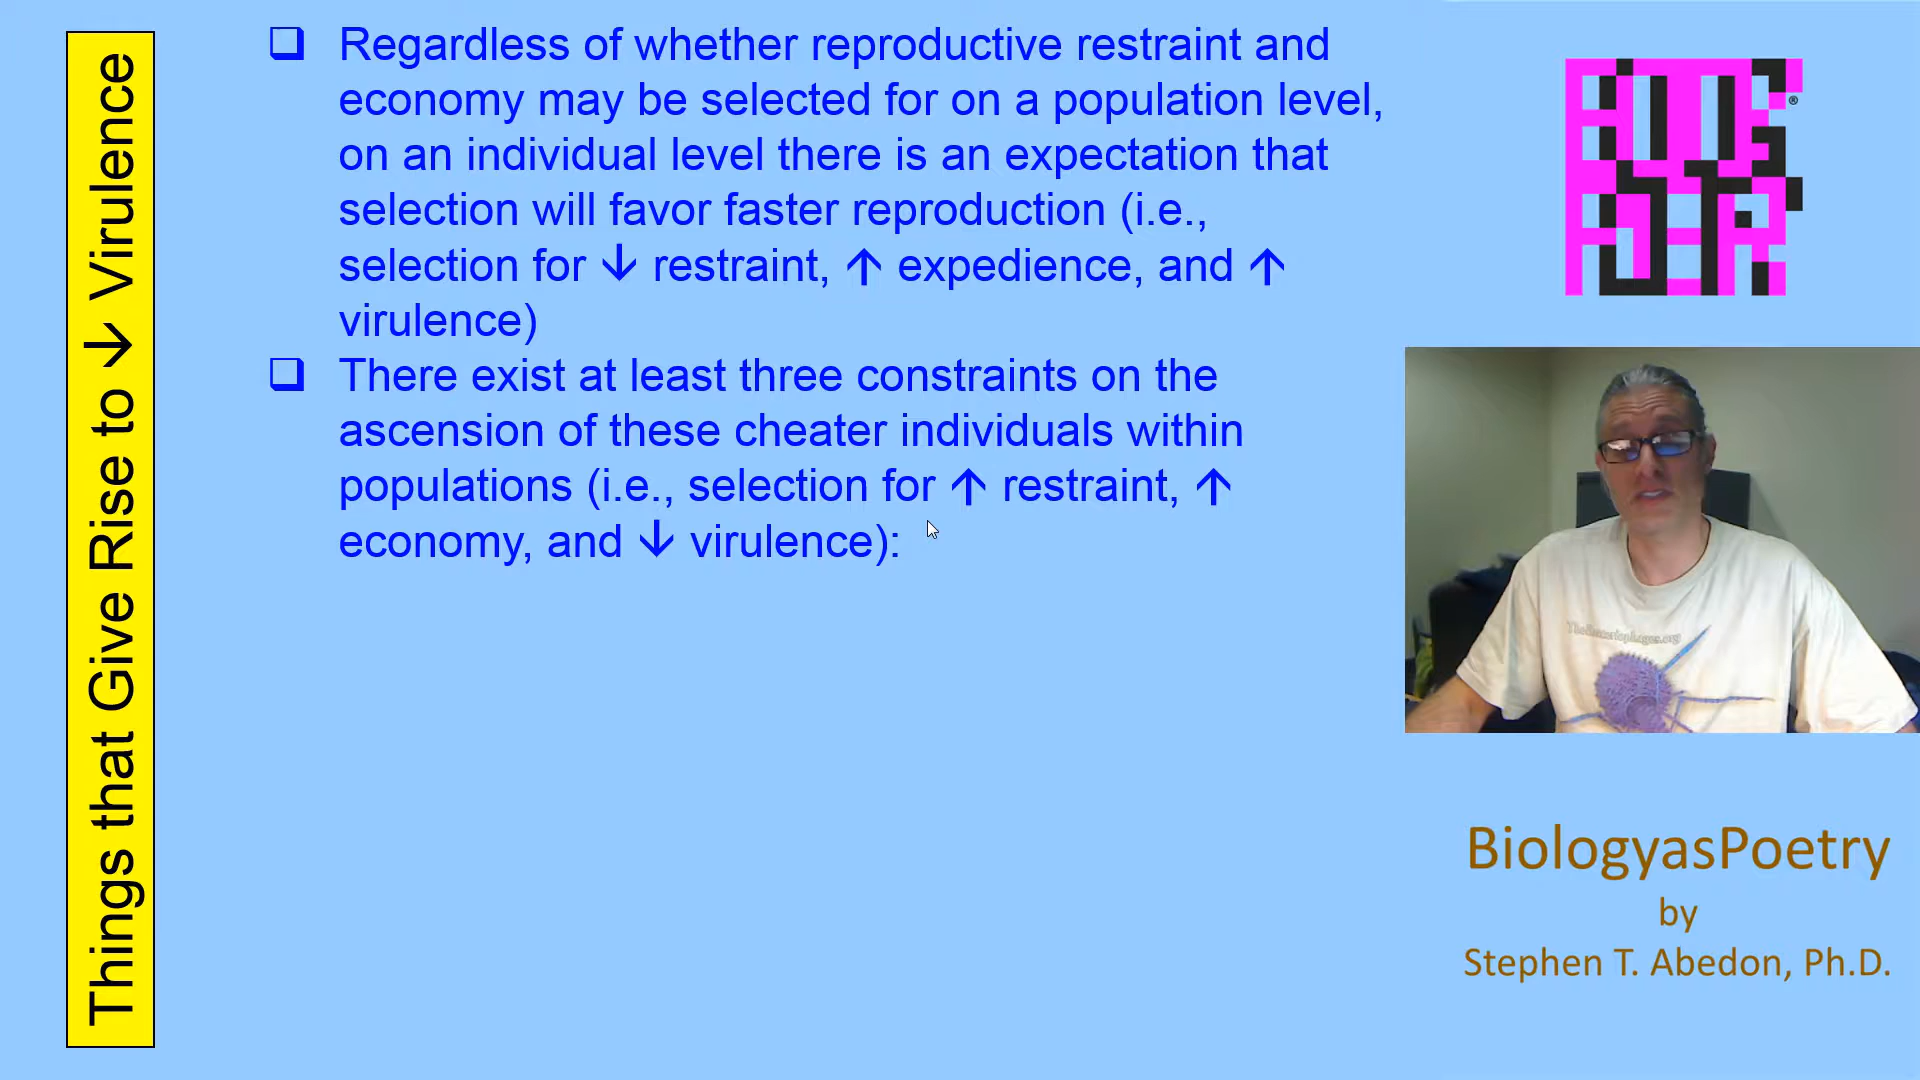 Things that Give Rise to ↓ Virulence
❑ Regardless of whether reproductive restraint and
economy may be selected for on a population level,
on an individual level there is an expectation that
selection will favor faster reproduction (i.e.,
selection for ↓ restraint, ↑ expedience, and ↑
virulence)
❑ There exist at least three constraints on the
ascension of these cheater individuals within
populations (i.e., selection for ↑ restraint, ↑
economy, and ↓ virulence):
®
BiologyasPoetry
by
Stephen T. Abedon, Ph.D.